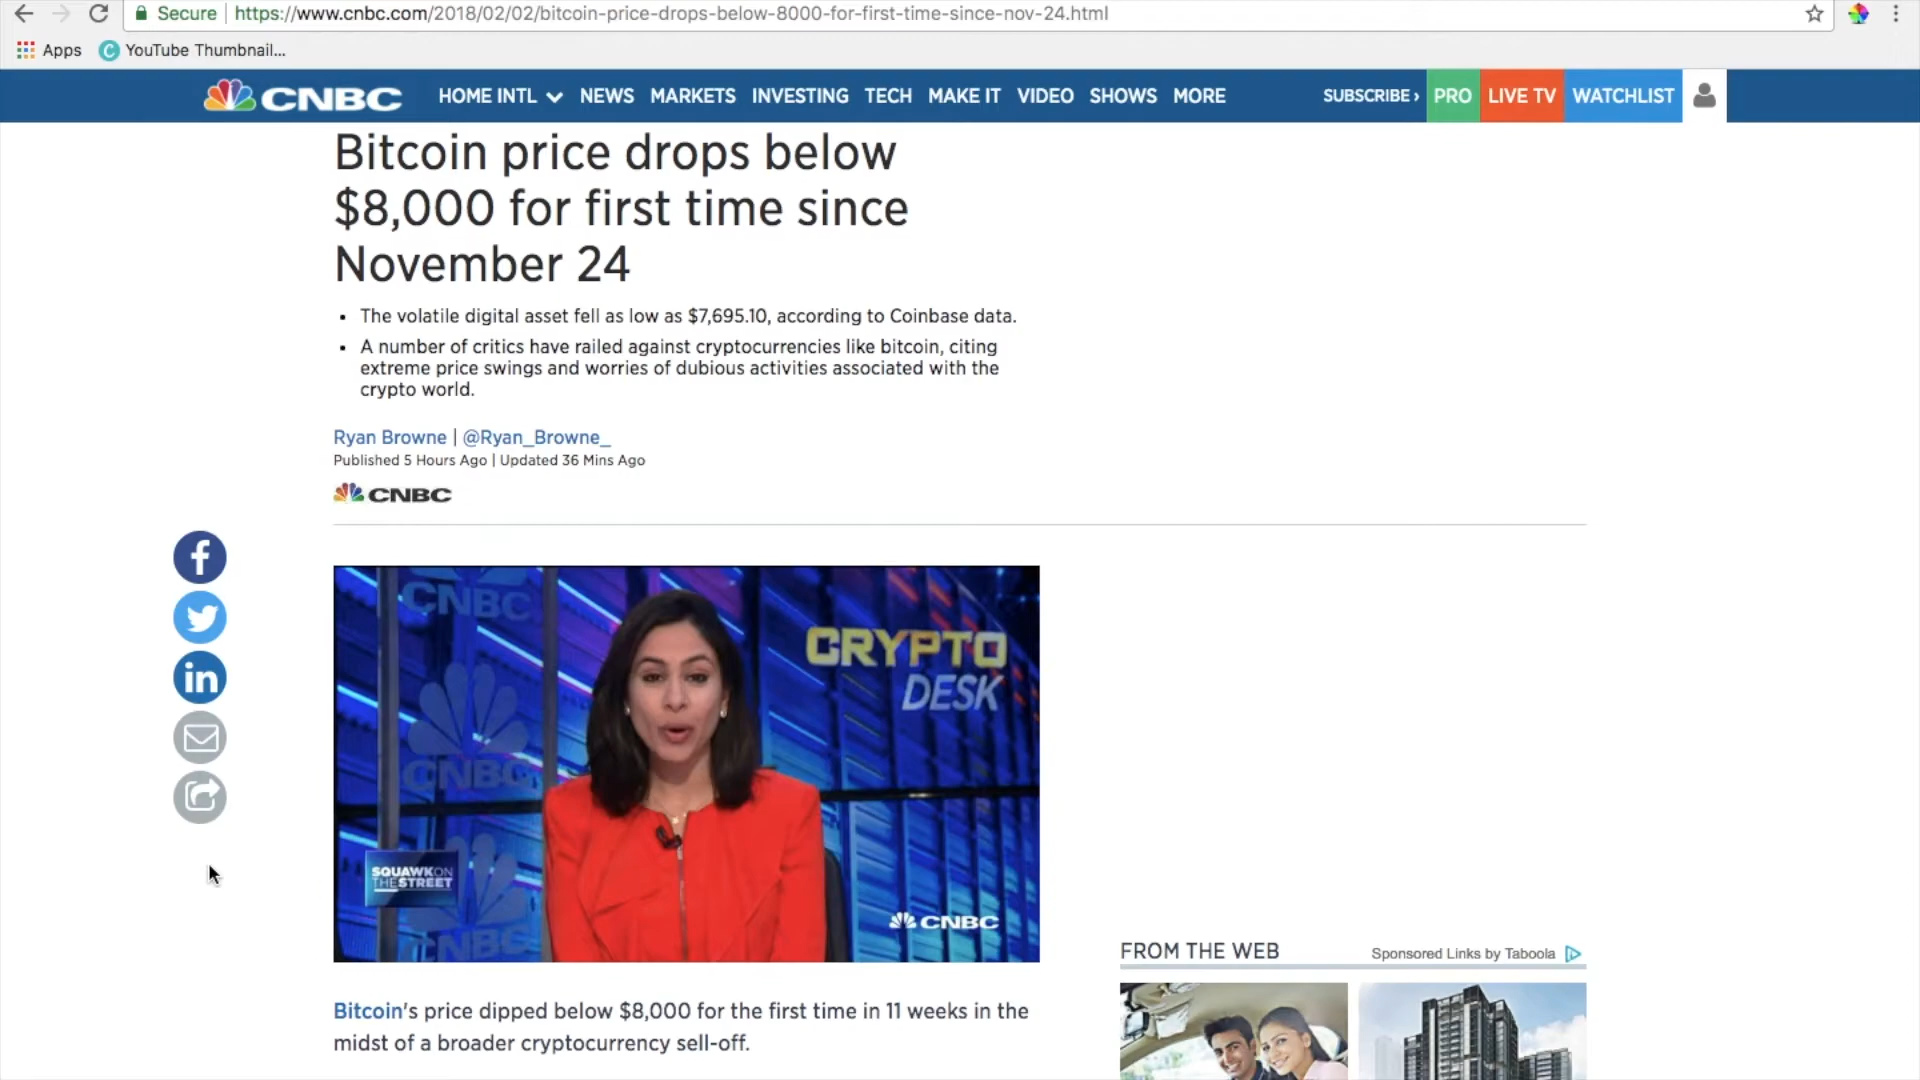 Secure
https://www.cnbc.com/2018/02/02/bitcoin-price-drops-below-8000-for-first-time-since-nov-24.html
Apps
YouTube Thumbnail...
CNBC
HOME INTL NEWS MARKETS INVESTING TECH MAKE IT VIDEO SHOWS MORE
SUBSCRIBE › PRO LIVE TV WATCHLIST
Bitcoin price drops below
$8,000 for first time since
November 24
• The volatile digital asset fell as low as $7,695.10, according to Coinbase data.
• A number of critics have railed against cryptocurrencies like bitcoin, citing
extreme price swings and worries of dubious activities associated with the
crypto world.
Ryan Browne | @Ryan_Browne_
Published 5 Hours Ago | Updated 36 Mins Ago
CNBC
f
in
CNBC
CRYPTO
DESK
CNBC
SQUAWK ON
THE STREET
CNBC
CNBC
FROM THE WEB
Sponsored Links by Taboola
Bitcoin's price dipped below $8,000 for the first time in 11 weeks in the
midst of a broader cryptocurrency sell-off.